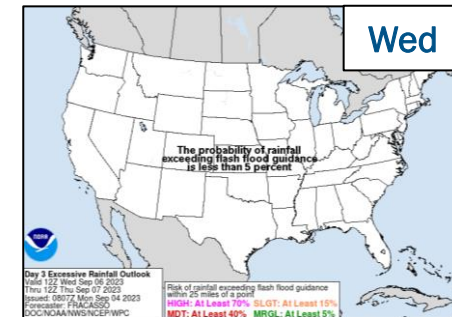 Wed
The probability of rainfall
exceeding flash flood guidance
is less than 5 percent
NOAA
Day 3 Excessive Rainfall Outlook
Valid 12Z Wed Sep 06 2023
Thru 12Z Thu Sep 07 2023
Issued: 0807Z Mon Sep 04 2023
Forecaster: FRACASSO
DOC/NOAA/NWS/NCEP/WPC
Risk of rainfall exceeding flash flood guidance
within 25 miles of a point
HIGH: At Least 70% SLGT: At Least 15%
MDT: At Least 40% MRGL: At Least 5%